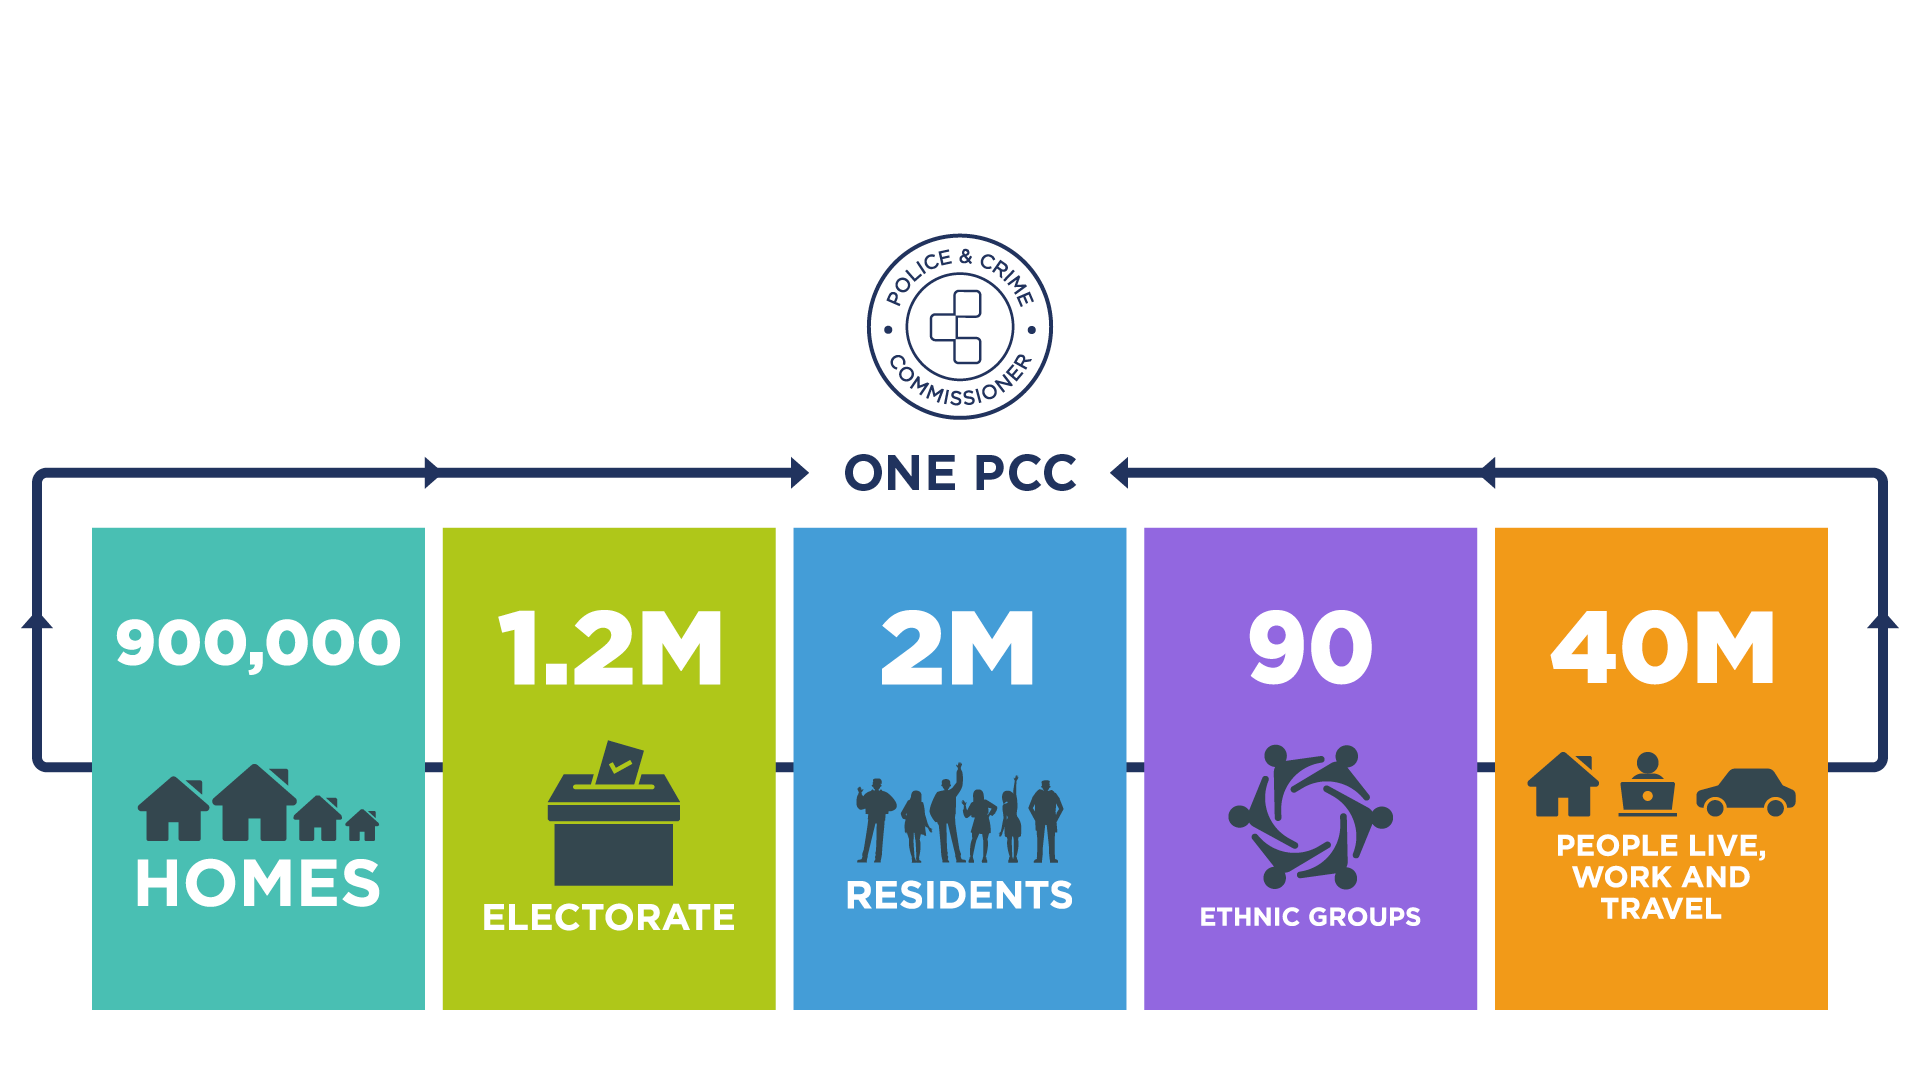 POLICE & CRIME
COMMISSIONER
ONE PCC
900,000
HOMES
1.2M
ELECTORATE
2M
RESIDENTS
90
ETHNIC GROUPS
40M
PEOPLE LIVE,
WORK AND
TRAVEL